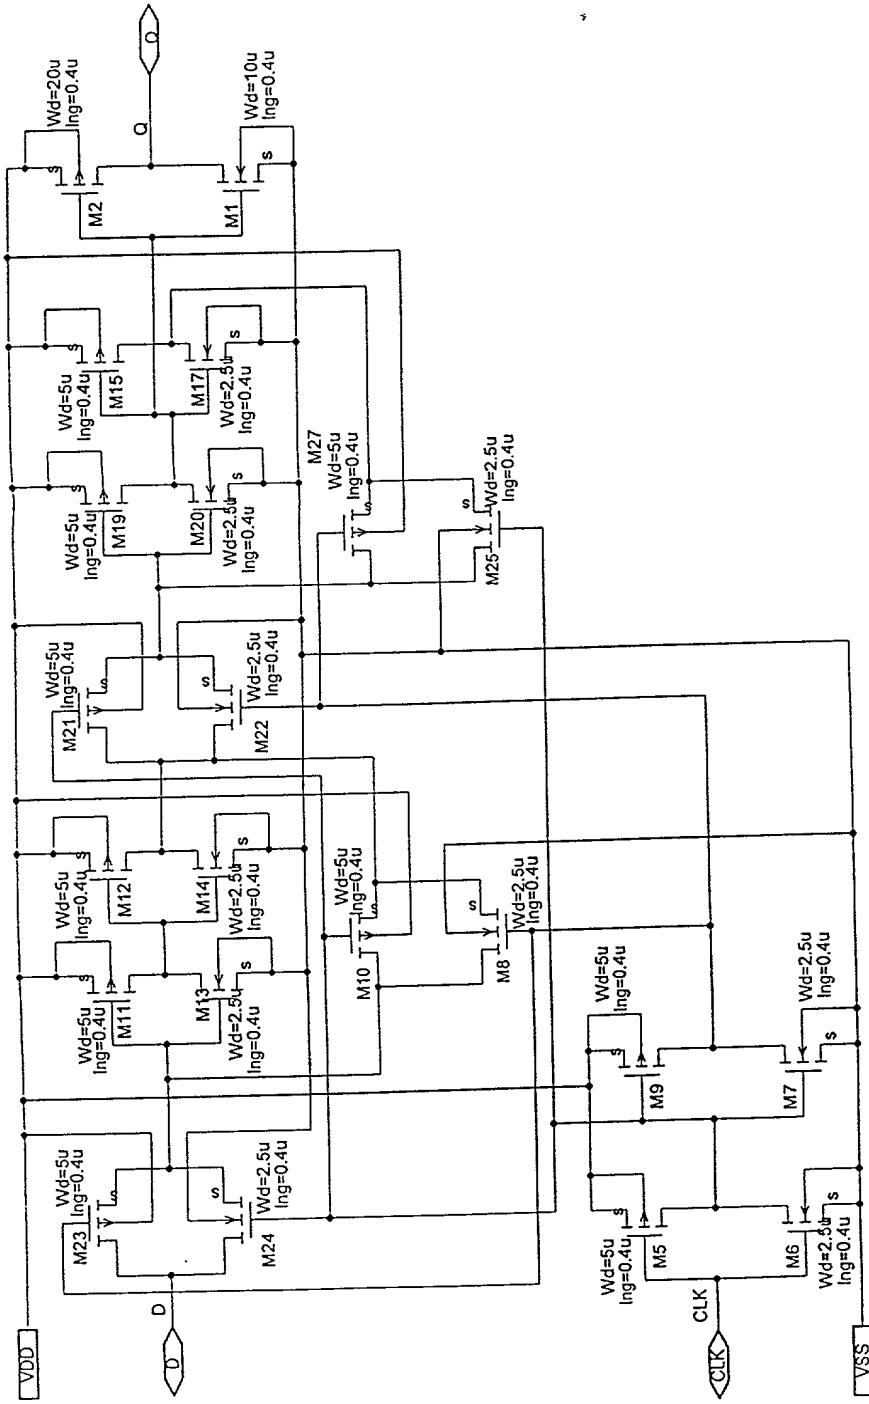 VDD
Wd=5u
lng=0.4u
M23
S
D
D
Wd=2.5u
lng=0.4u
M24
S
Wd=5u
lng=0.4u
M11
S
M13
Wd=2.5u
lng=0.4u
S
Wd=5u
lng=0.4u
M12
S
M14
Wd=2.5u
lng=0.4u
S
Wd=5u
lng=0.4u
M21
S
Wd=2.5u
lng=0.4u
M22
S
Wd=5u
lng=0.4u
M19
S
M20
Wd=2.5u
lng=0.4u
S
Wd=5u
lng=0.4u
M15
S
M17
Wd=2.5u
lng=0.4u
S
Wd=20u
lng=0.4u
M2
S
Q
Q
Wd=10u
lng=0.4u
M1
S
Wd=5u
lng=0.4u
M10
S
Wd=2.5u
lng=0.4u
M8
S
M27
Wd=5u
lng=0.4u
S
Wd=2.5u
lng=0.4u
M25
S
Wd=5u
lng=0.4u
M5
S
Wd=5u
lng=0.4u
M9
S
CLK
CLK
M6
Wd=2.5u
lng=0.4u
S
M7
Wd=2.5u
lng=0.4u
S
VSS